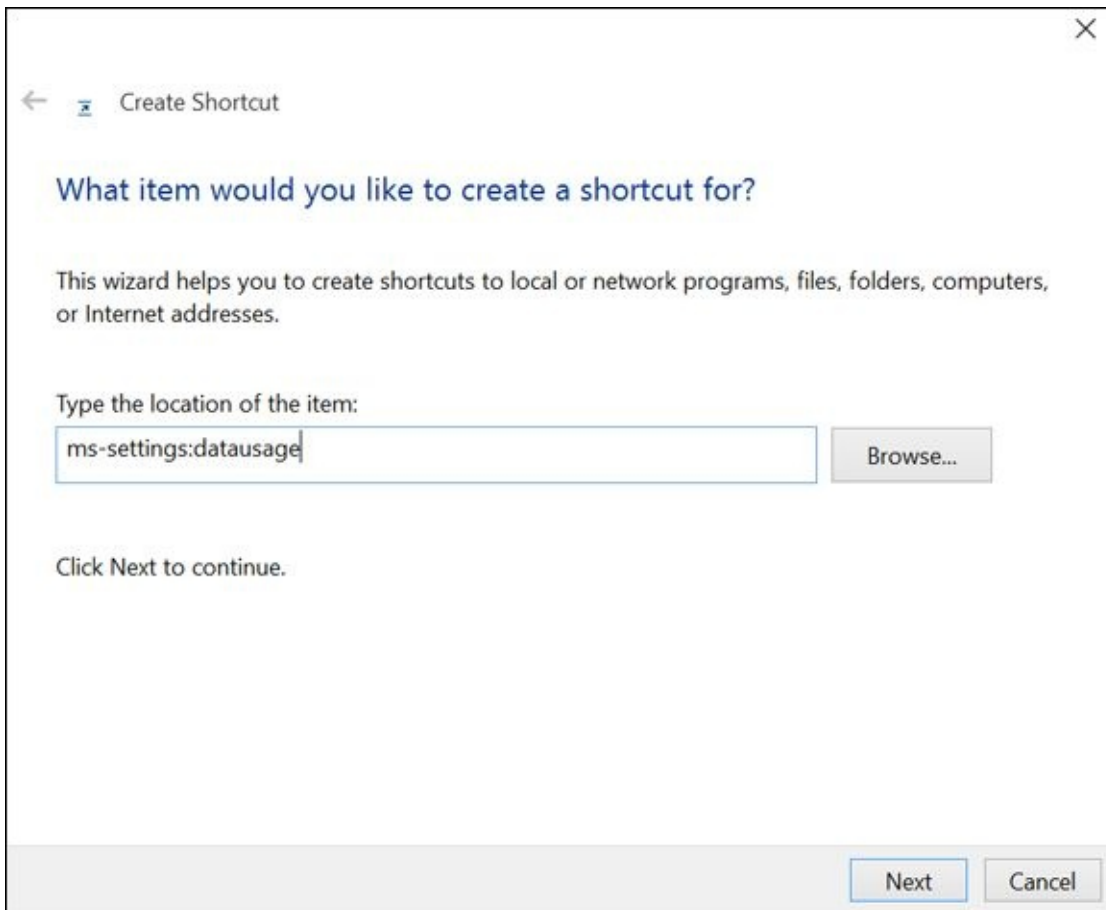 Create Shortcut
What item would you like to create a shortcut for?
This wizard helps you to create shortcuts to local or network programs, files, folders, computers,
or Internet addresses.
Type the location of the item:
ms-settings:datausage
Browse...
Click Next to continue.
Next
Cancel